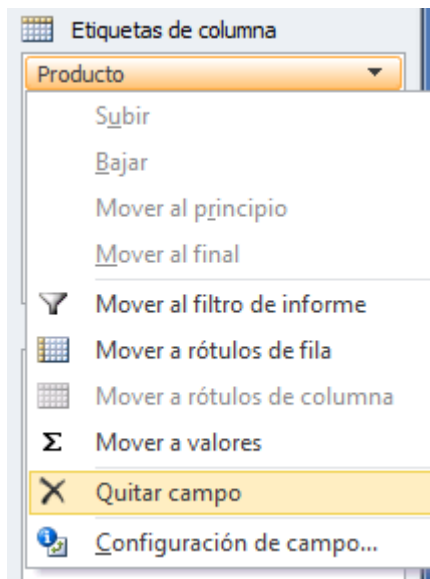 Etiquetas de columna
Producto
Subir
Bajar
Mover al principio
Mover al final
Mover al filtro de informe
Mover a rótulos de fila
Mover a rótulos de columna
Σ Mover a valores
Quitar campo
Configuración de campo...